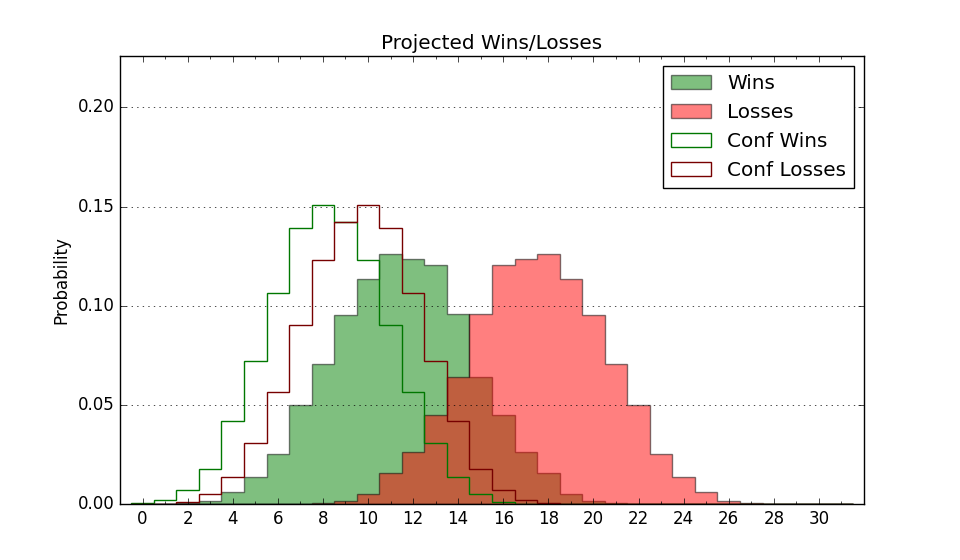 Projected Wins/Losses
Wins
Losses
Conf Wins
Conf Losses
Probability
0.20
0.15
0.10
0.05
0.00
0 2 4 6 8 10 12 14 16 18 20 22 24 26 28 30